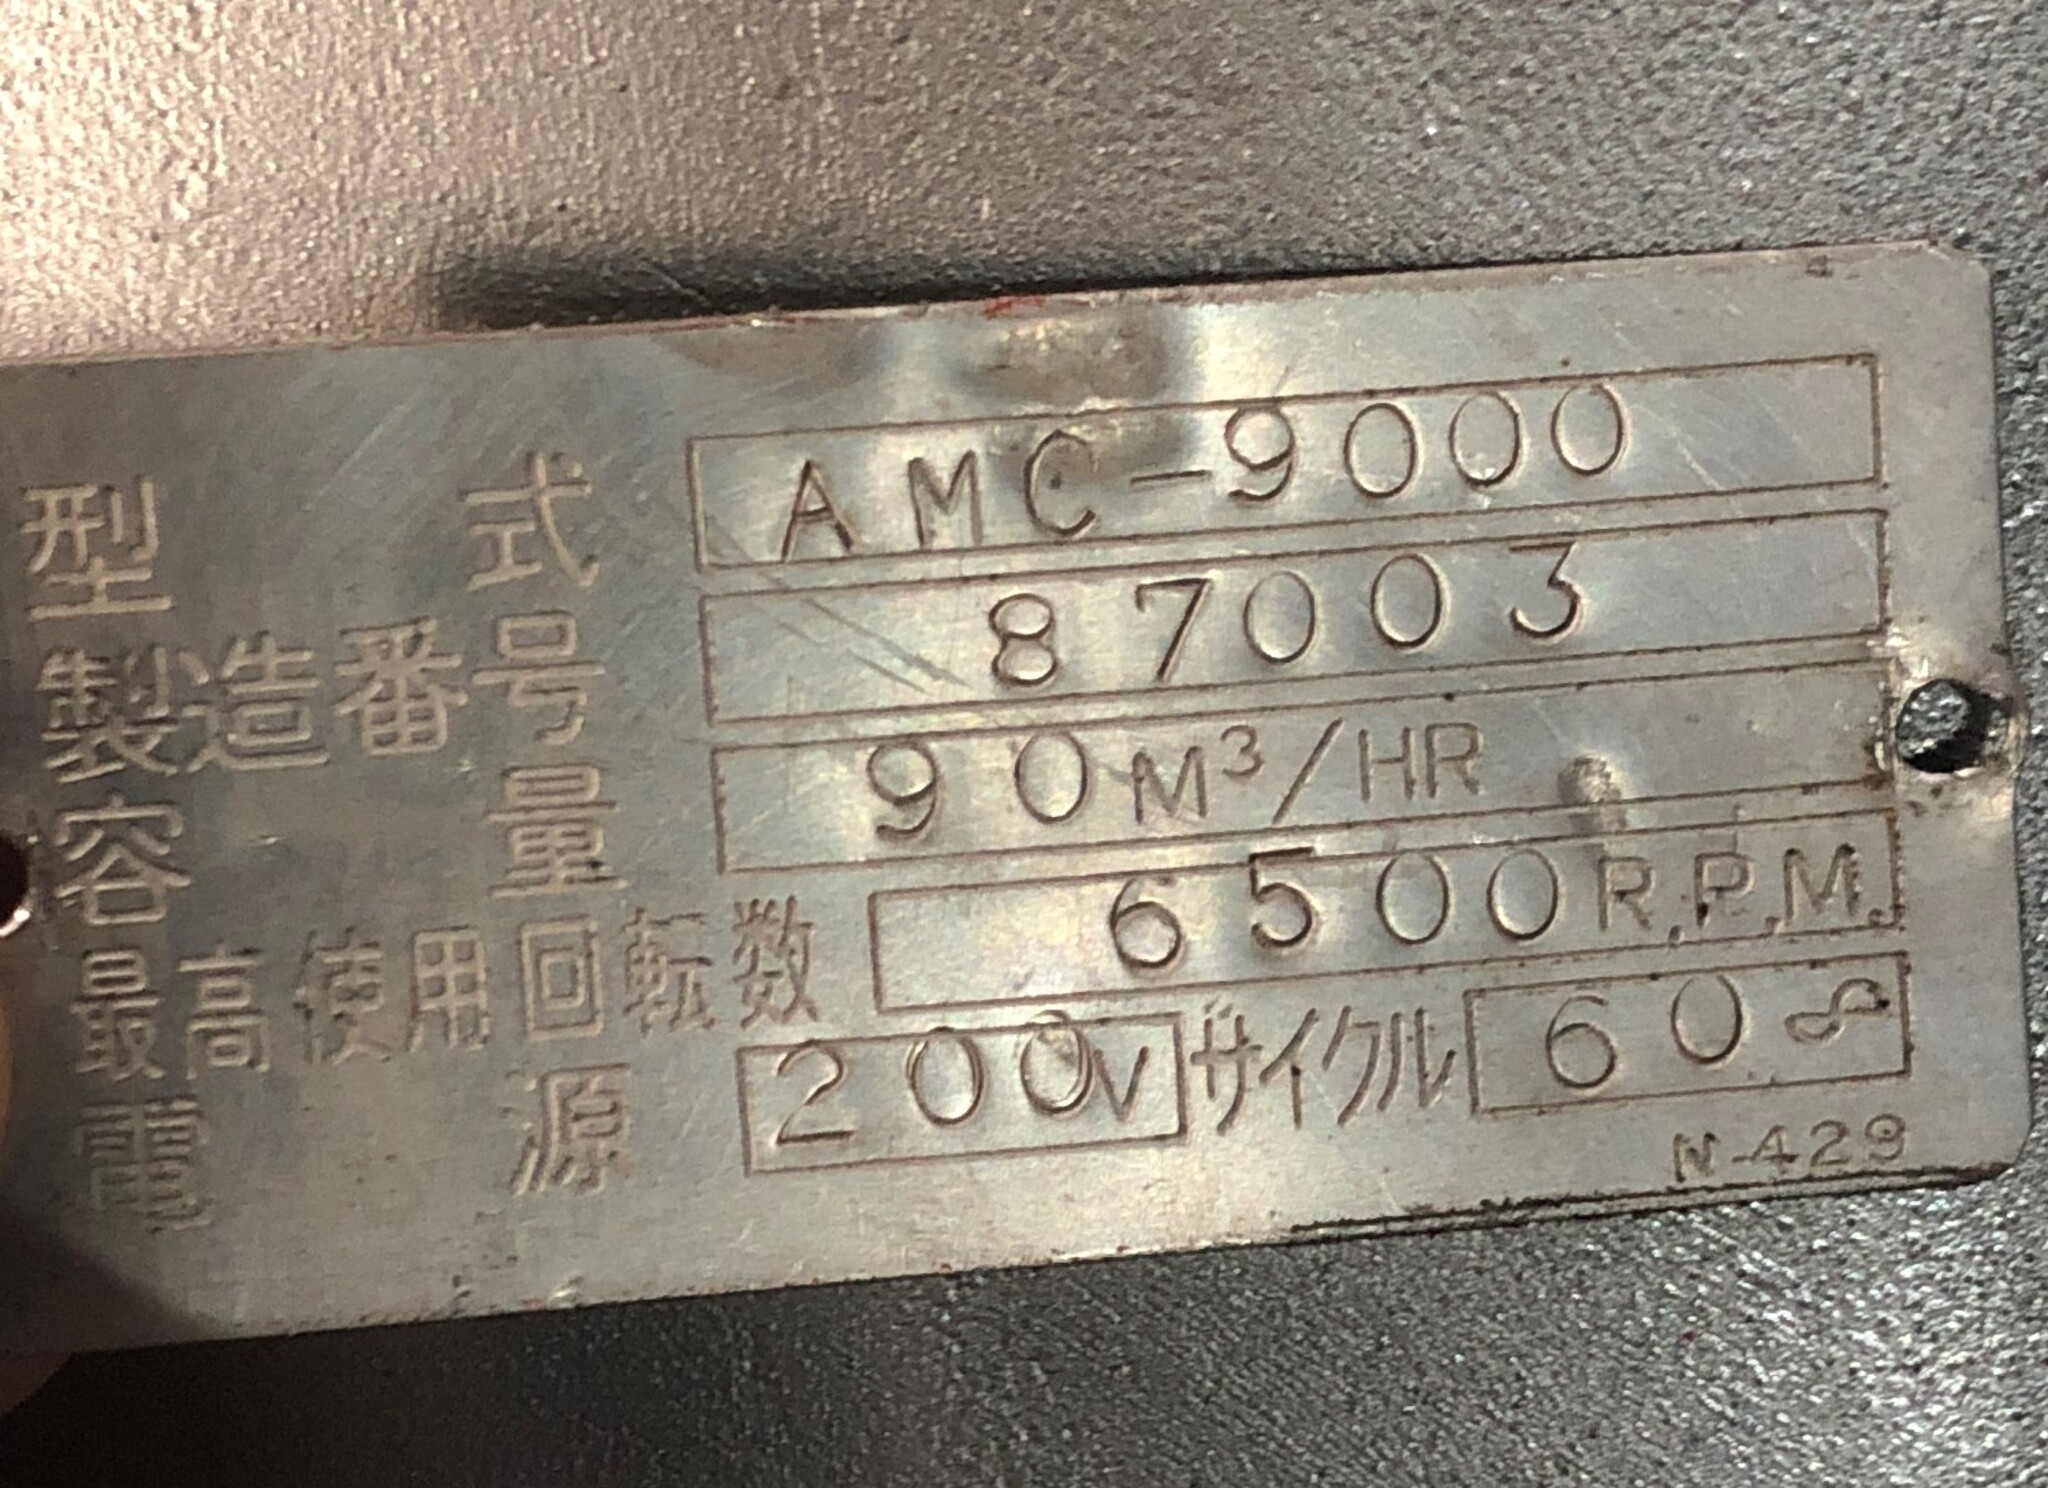 型式 AMC-9000
製造番号 87003
容量 90M³/HR
最高使用回転数 6500R.P.M.
電源 200V サイクル 60∞
N-429